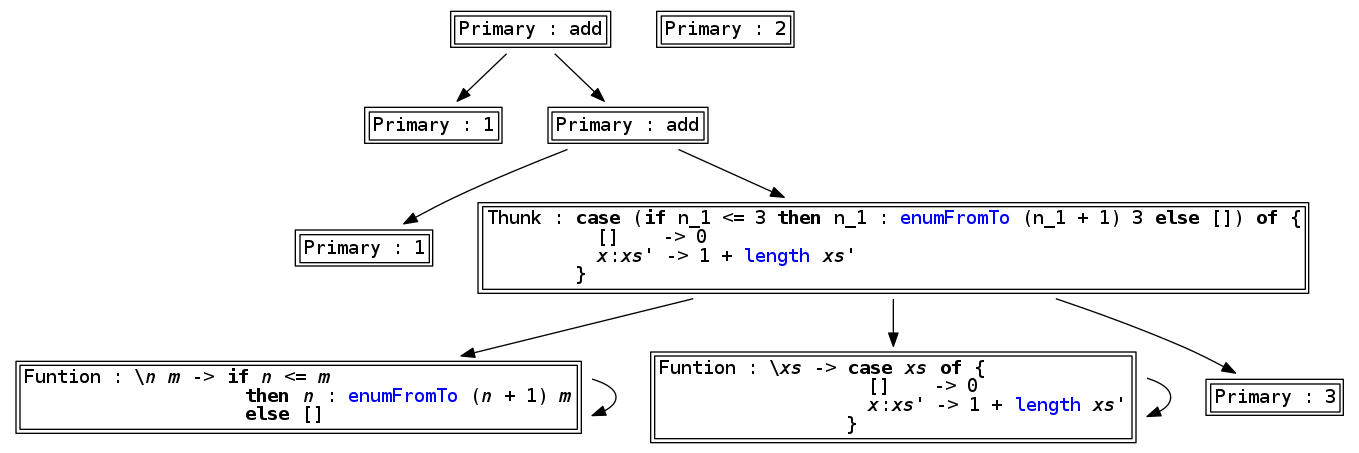 Primary : add
Primary : 2
Primary : 1
Primary : add
Primary : 1
Thunk : case (if n_1 <= 3 then n_1 : enumFromTo (n_1 + 1) 3 else []) of {
[]    -> 0
x:xs' -> 1 + length xs'
}
Funtion : \n m -> if n <= m
then n : enumFromTo (n + 1) m
else []
Funtion : \xs -> case xs of {
[]    -> 0
x:xs' -> 1 + length xs'
}
Primary : 3